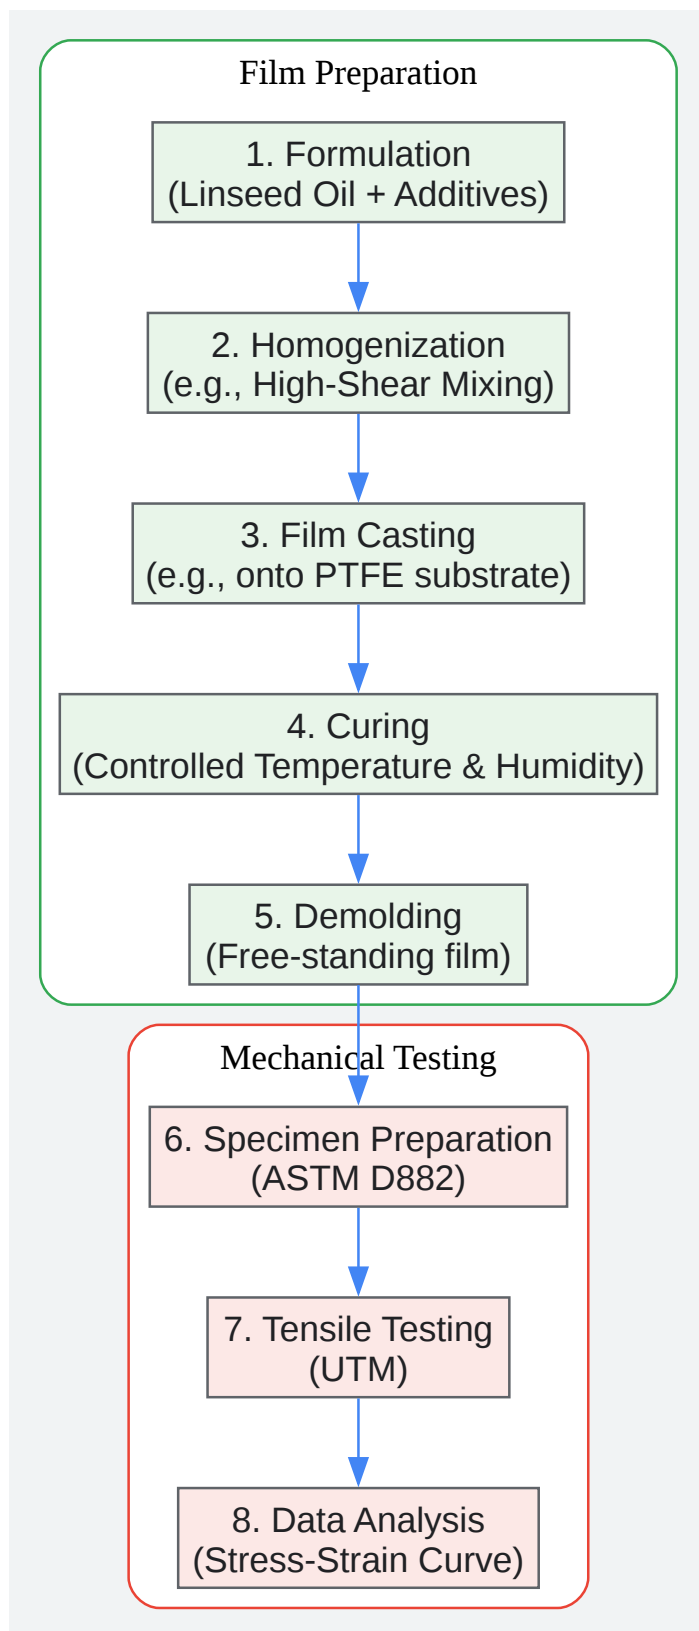 Film Preparation
1. Formulation
(Linseed Oil + Additives)
2. Homogenization
(e.g., High-Shear Mixing)
3. Film Casting
(e.g., onto PTFE substrate)
4. Curing
(Controlled Temperature & Humidity)
5. Demolding
(Free-standing film)
Mechanical Testing
6. Specimen Preparation
(ASTM D882)
7. Tensile Testing
(UTM)
8. Data Analysis
(Stress-Strain Curve)